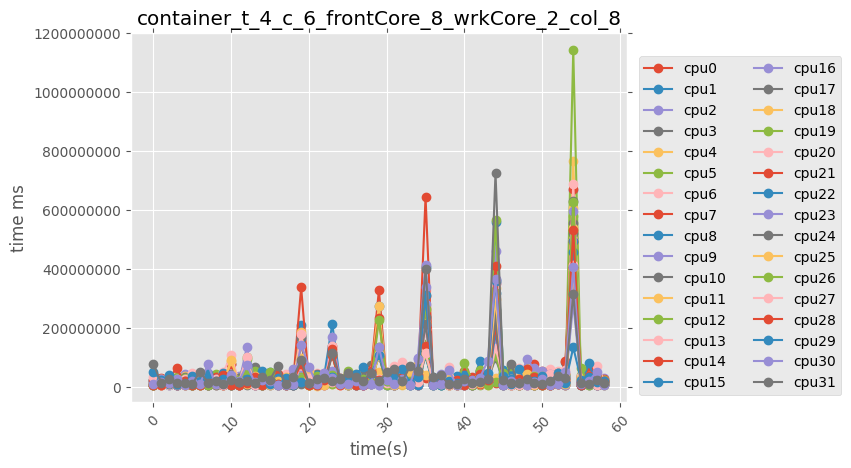 container_t_4_c_6_frontCore_8_wrkCore_2_col_8
1200000000
1000000000
800000000
600000000
400000000
200000000
0
time ms
0 10 20 30 40 50 60
time(s)
cpu0 cpu16
cpu1 cpu17
cpu2 cpu18
cpu3 cpu19
cpu4 cpu20
cpu5 cpu21
cpu6 cpu22
cpu7 cpu23
cpu8 cpu24
cpu9 cpu25
cpu10 cpu26
cpu11 cpu27
cpu12 cpu28
cpu13 cpu29
cpu14 cpu30
cpu15 cpu31